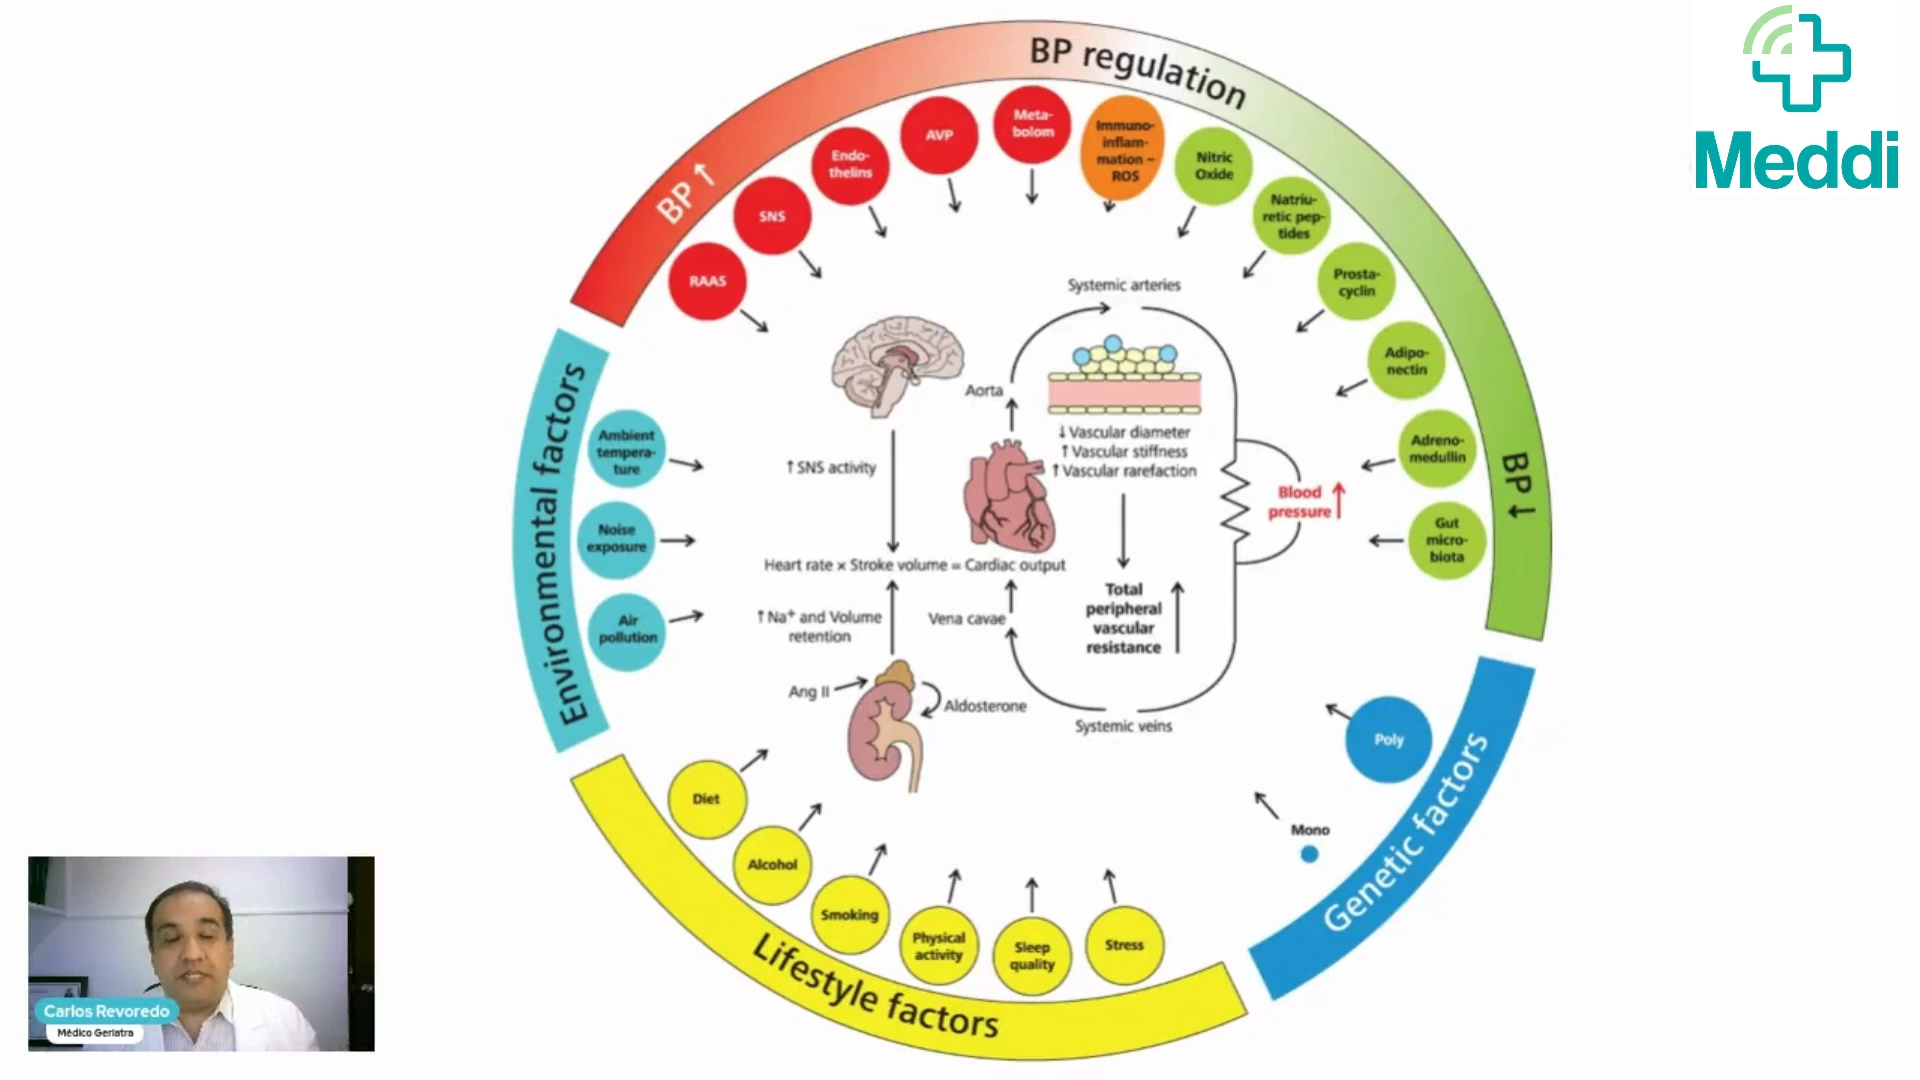 BP regulation
Meddi
BP ↑
RAAS
SNS
Endo-
thelins
AVP
Meta-
bolom
Immuno-
inflam-
mation –
ROS
Nitric
Oxide
Natriu-
retic pep-
tides
Prosta-
cyclin
Adipo-
nectin
Adreno-
medullin
Gut
micro-
biota
BP ↓
Environmental factors
Ambient
tempera-
ture
Noise
exposure
Air
pollution
Systemic arteries
Aorta
↓ Vascular diameter
↑ Vascular stiffness
↑ Vascular rarefaction
↑ SNS activity
Blood
pressure ↑
Heart rate × Stroke volume = Cardiac output
Total
peripheral
vascular
resistance
↑ Na⁺ and Volume
retention
Vena cavae
Ang II
Aldosterone
Systemic veins
Poly
Mono
Genetic factors
Diet
Alcohol
Smoking
Physical
activity
Sleep
quality
Stress
Lifestyle factors
Carlos Revoredo
Médico Geriatra